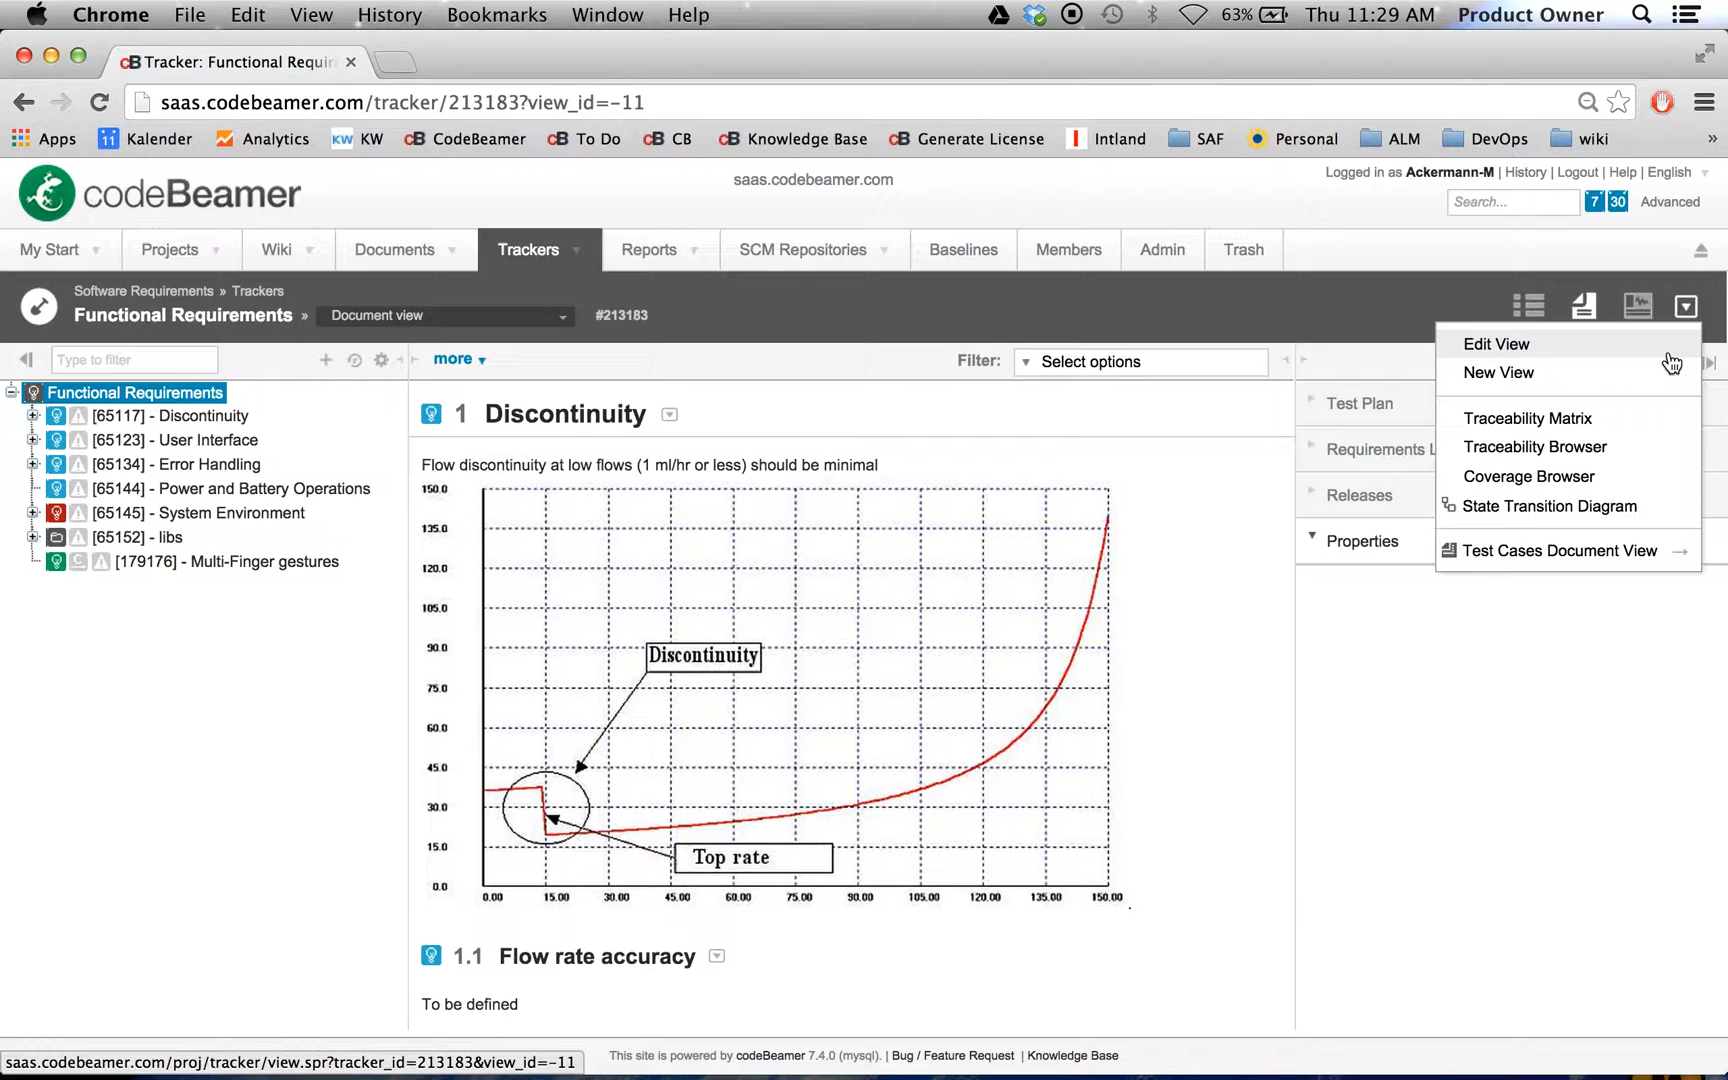 Chrome File Edit View History Bookmarks Window Help 63% Thu 11:29 AM Product Owner
cB Tracker: Functional Requir
saas.codebeamer.com/tracker/213183?view_id=-11
Apps 11 Kalender Analytics KW KW cB CodeBeamer cB To Do cB CB cB Knowledge Base cB Generate License Intland SAF Personal ALM DevOps wiki »
codeBeamer
saas.codebeamer.com
Logged in as Ackermann-M | History | Logout | Help | English
Search... 7 30 Advanced
My Start Projects Wiki Documents Trackers Reports SCM Repositories Baselines Members Admin Trash
Software Requirements » Trackers
Functional Requirements » Document view #213183
Type to filter
more
Filter: Select options
Functional Requirements
[65117] - Discontinuity
[65123] - User Interface
[65134] - Error Handling
[65144] - Power and Battery Operations
[65145] - System Environment
[65152] - libs
C [179176] - Multi-Finger gestures
1 Discontinuity
Flow discontinuity at low flows (1 ml/hr or less) should be minimal
150.0
135.0
120.0
105.0
90.0
75.0
60.0
45.0
30.0
15.0
0.0
Discontinuity
Top rate
0.00 15.00 30.00 45.00 60.00 75.00 90.00 105.00 120.00 135.00 150.00
1.1 Flow rate accuracy
To be defined
Test Plan
Requirements L
Releases
Properties
Edit View
New View
Traceability Matrix
Traceability Browser
Coverage Browser
State Transition Diagram
Test Cases Document View →
saas.codebeamer.com/proj/tracker/view.spr?tracker_id=213183&view_id=-11
This site is powered by codeBeamer 7.4.0 (mysql). | Bug / Feature Request | Knowledge Base